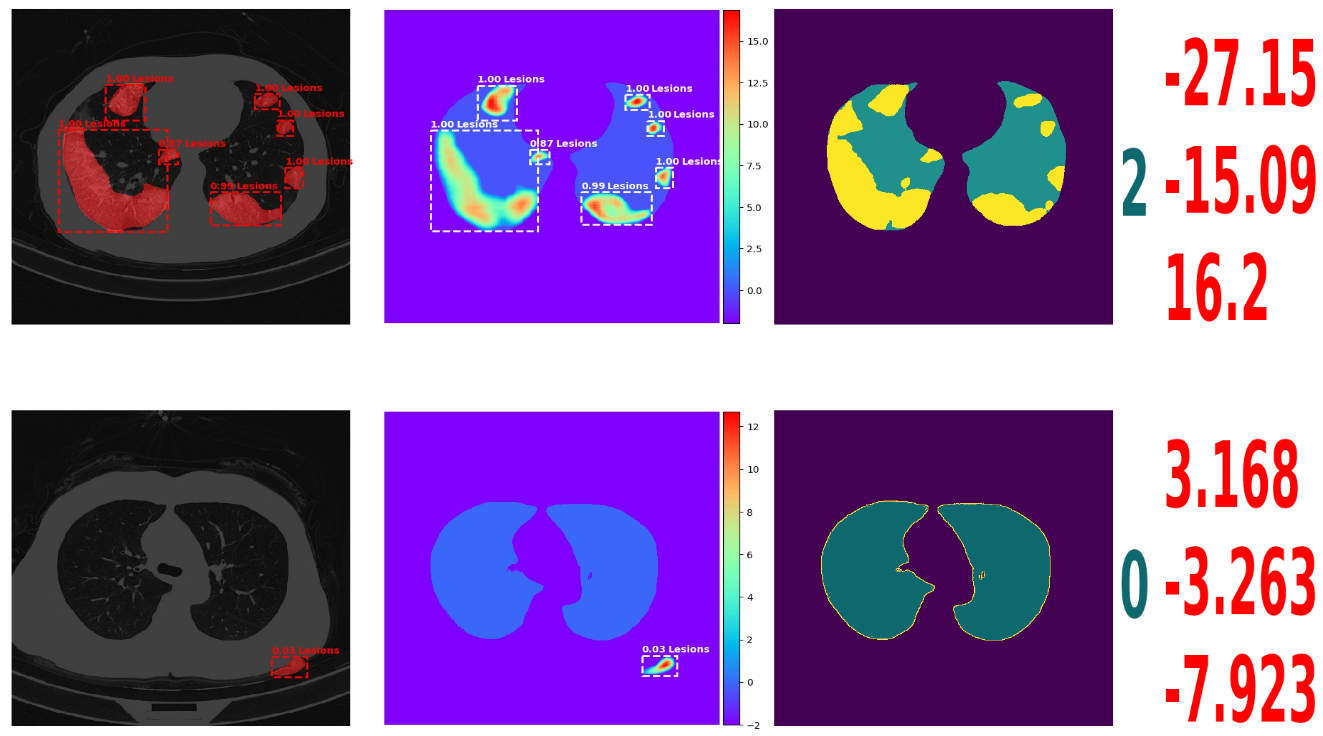 1.00 Lesions
1.00 Lesions
1.00 Lesions
1.00 Lesions
0.87 Lesions
1.00 Lesions
0.99 Lesions
1.00 Lesions
1.00 Lesions
1.00 Lesions
1.00 Lesions
0.87 Lesions
1.00 Lesions
0.99 Lesions
15.0
12.5
10.0
7.5
5.0
2.5
0.0
2
-27.15
-15.09
16.2
0.03 Lesions
0.03 Lesions
12
10
8
6
4
2
0
−2
0
3.168
-3.263
-7.923